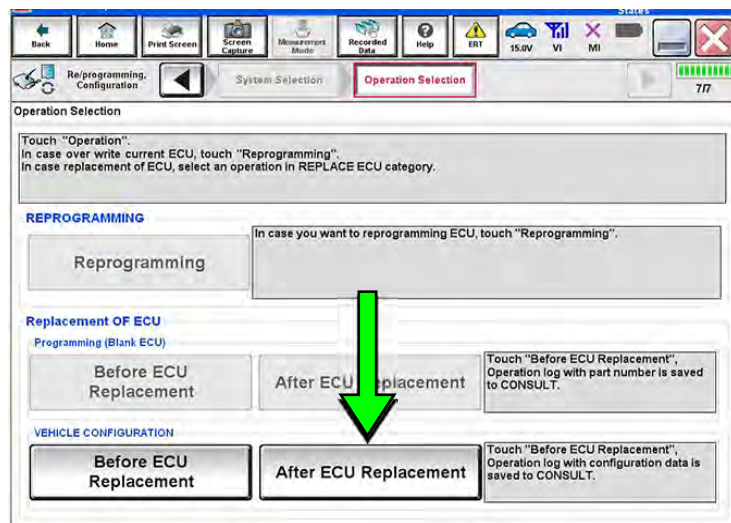 States
Back
Home
Print Screen
Screen
Capture
Measurement
Mode
Recorded
Data
Help
ERT
15.0V
VI
MI
Re/programming,
Configuration
System Selection
Operation Selection
7/7
Operation Selection
Touch "Operation".
In case over write current ECU, touch "Reprogramming".
In case replacement of ECU, select an operation in REPLACE ECU category.
REPROGRAMMING
Reprogramming
In case you want to reprogramming ECU, touch "Reprogramming".
Replacement OF ECU
Programming (Blank ECU)
Before ECU
Replacement
After ECU Replacement
Touch "Before ECU Replacement",
Operation log with part number is saved
to CONSULT.
VEHICLE CONFIGURATION
Before ECU
Replacement
After ECU Replacement
Touch "Before ECU Replacement",
Operation log with configuration data is
saved to CONSULT.